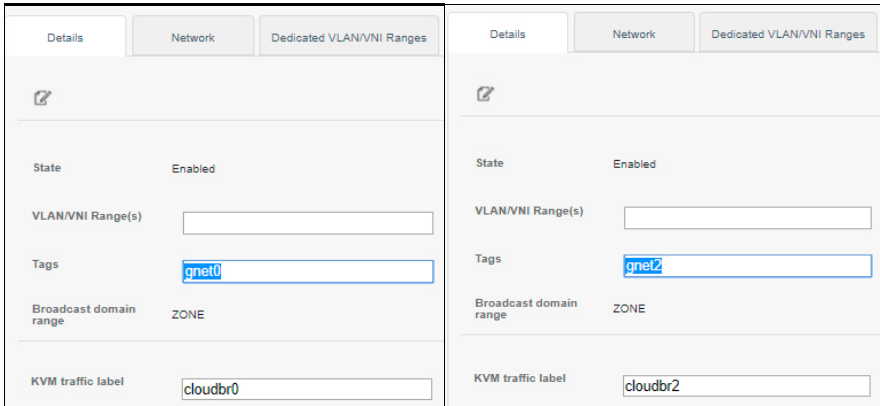 Details Network Dedicated VLAN/VNI Ranges
State Enabled
VLAN/VNI Range(s)
Tags gnet0
Broadcast domain
range ZONE
KVM traffic label cloudbr0
Details Network Dedicated VLAN/VNI Ranges
State Enabled
VLAN/VNI Range(s)
Tags gnet2
Broadcast domain
range ZONE
KVM traffic label cloudbr2